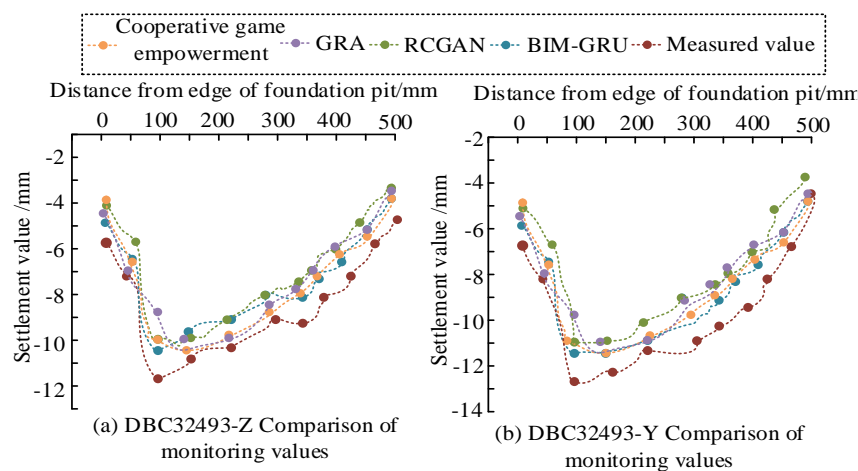 Cooperative game empowerment
GRA
RCGAN
BIM-GRU
Measured value
Distance from edge of foundation pit/mm
0 100 200 300 400 500
-2
-4
-6
-8
-10
-12
Settlement value /mm
(a) DBC32493-Z Comparison of
monitoring values
Distance from edge of foundation pit/mm
0 100 200 300 400 500
-2
-4
-6
-8
-10
-12
-14
Settlement value /mm
(b) DBC32493-Y Comparison of
monitoring values